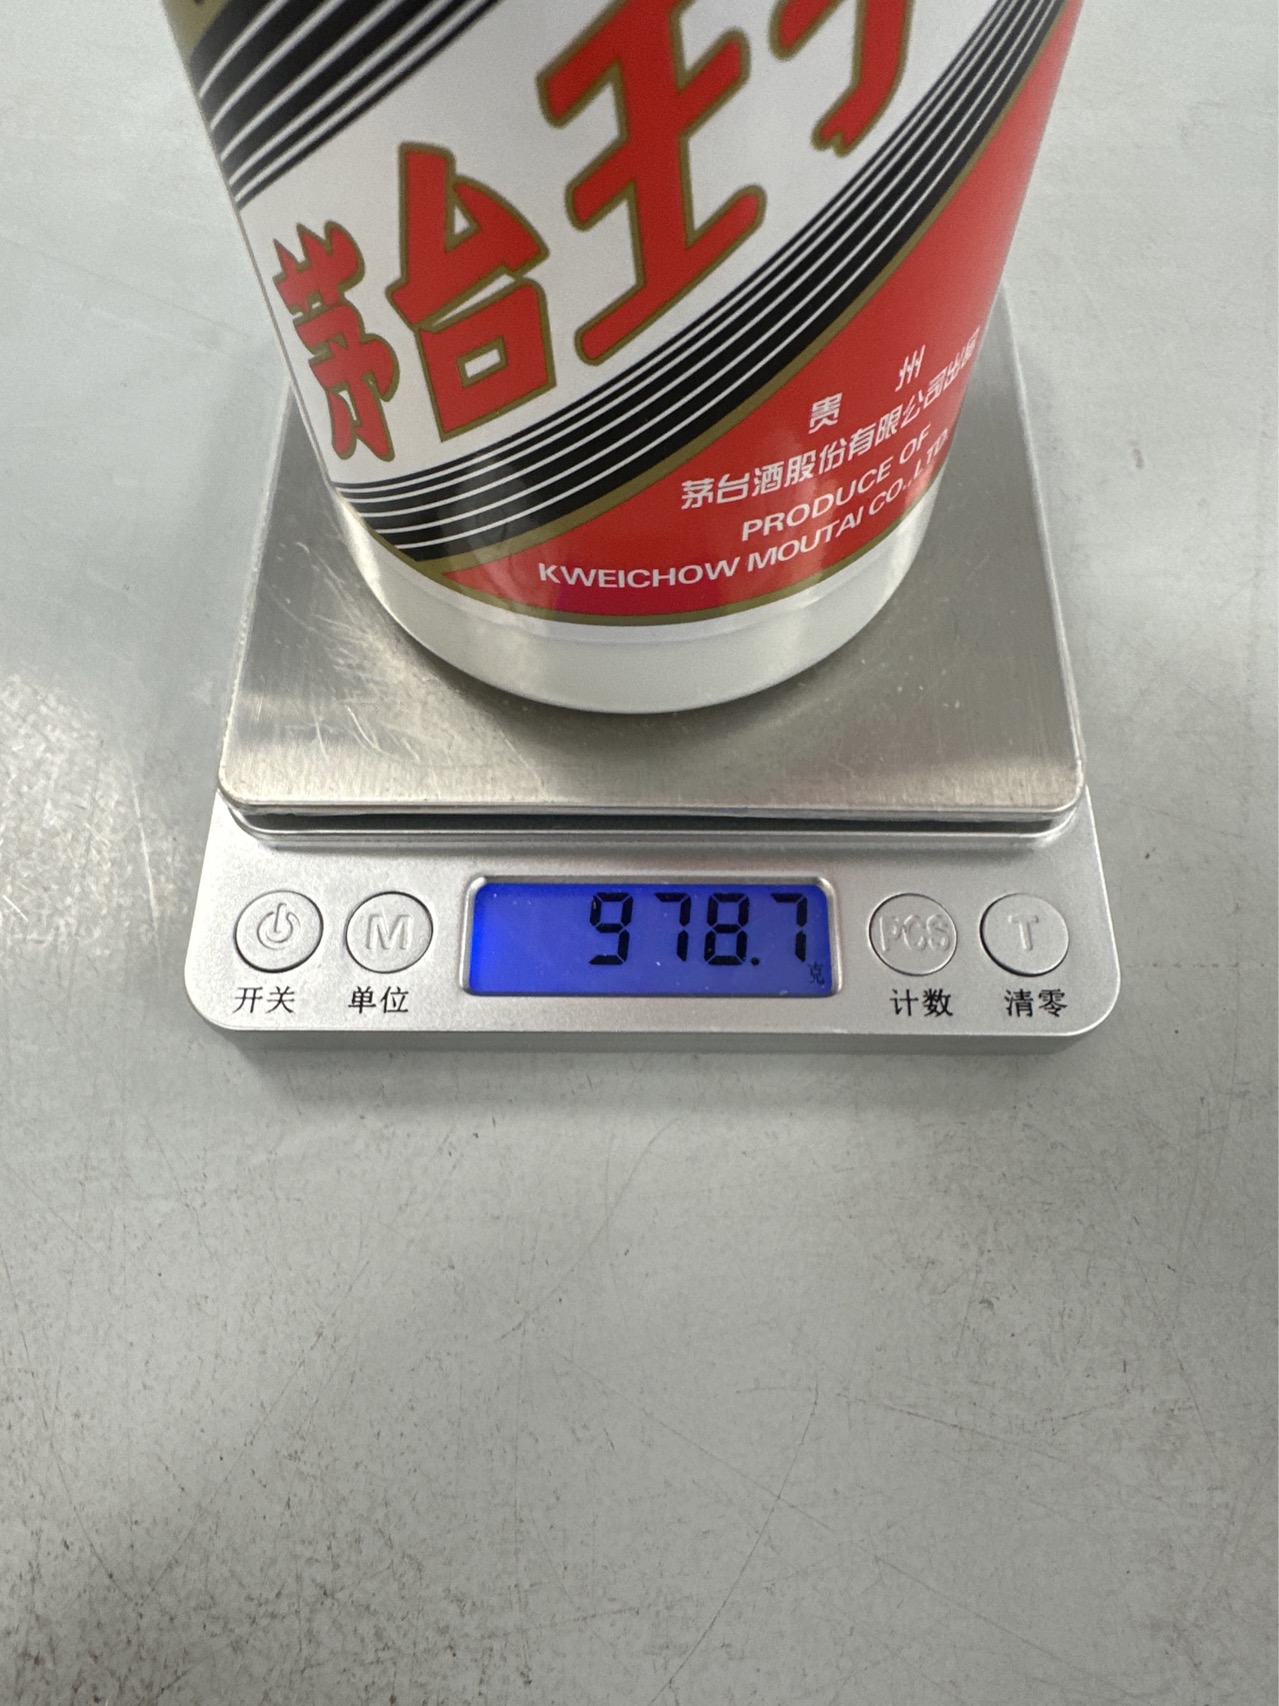 茅台王子
贵州
茅台酒股份有限公司出品
PRODUCE OF
KWEICHOW MOUTAI CO.,LTD.
978.7
克
M
PCS
T
开关
单位
计数
清零